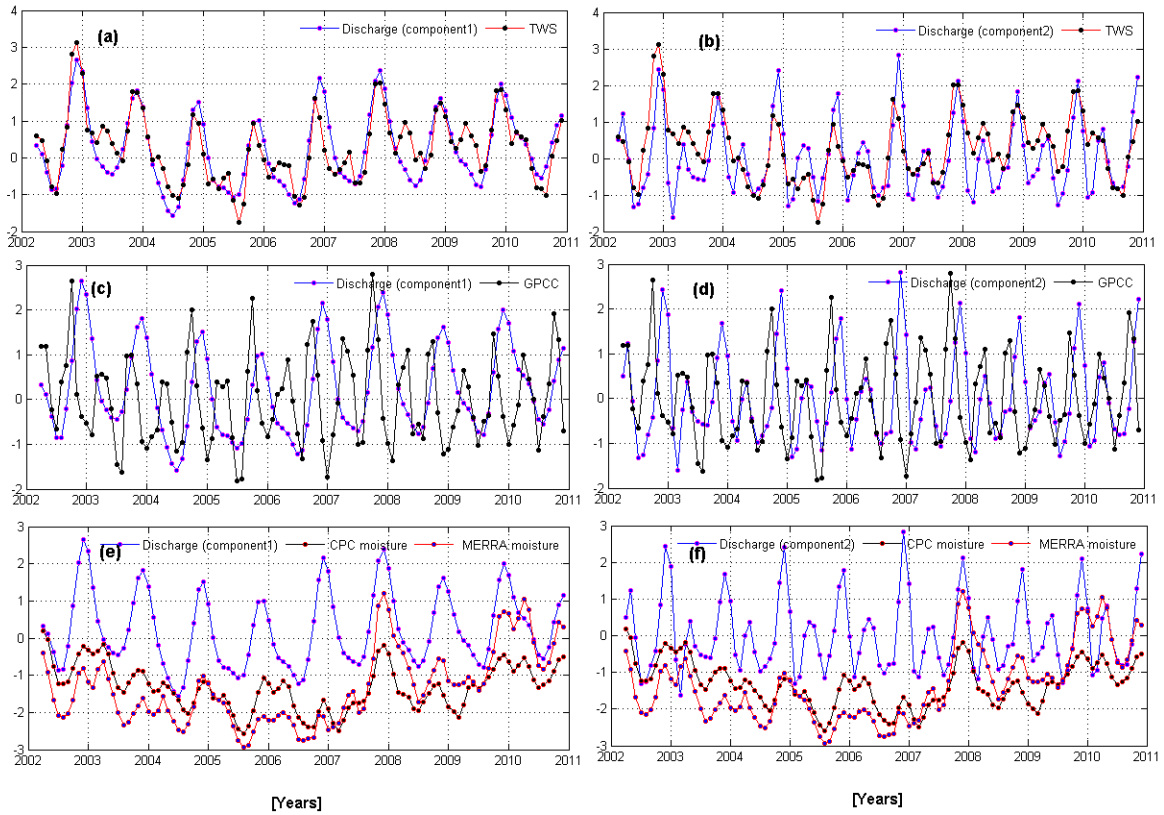 (a) Discharge (component1) TWS
4
3
2
1
0
-1
-2
2002 2003 2004 2005 2006 2007 2008 2009 2010 2011
(b) Discharge (component2) TWS
4
3
2
1
0
-1
-2
2002 2003 2004 2005 2006 2007 2008 2009 2010 2011
(c) Discharge (component1) GPCC
3
2
1
0
-1
-2
2002 2003 2004 2005 2006 2007 2008 2009 2010 2011
(d) Discharge (component2) GPCC
3
2
1
0
-1
-2
2002 2003 2004 2005 2006 2007 2008 2009 2010 2011
(e) Discharge (component1) CPC moisture MERRA moisture
3
2
1
0
-1
-2
-3
2002 2003 2004 2005 2006 2007 2008 2009 2010 2011
[Years]
(f) Discharge (component2) CPC moisture MERRA moisture
3
2
1
0
-1
-2
-3
2002 2003 2004 2005 2006 2007 2008 2009 2010 2011
[Years]